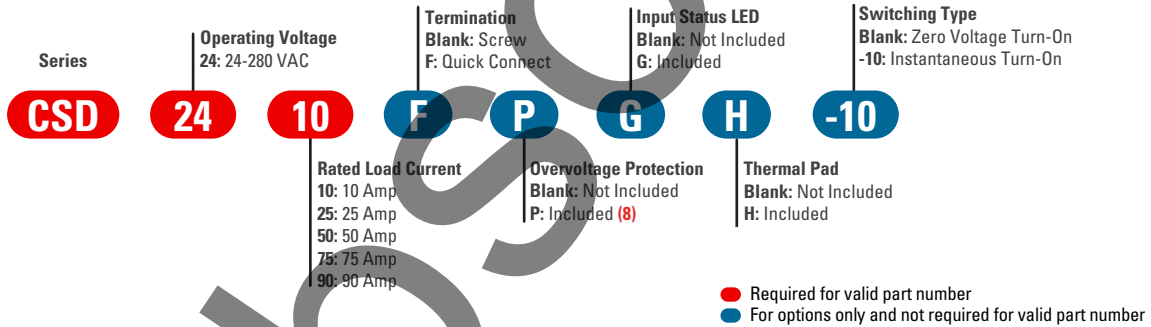 Series
Operating Voltage
24: 24-280 VAC
Termination
Blank: Screw
F: Quick Connect
Input Status LED
Blank: Not Included
G: Included
Switching Type
Blank: Zero Voltage Turn-On
-10: Instantaneous Turn-On
CSD 24 10 F P G H -10
Rated Load Current
10: 10 Amp
25: 25 Amp
50: 50 Amp
75: 75 Amp
90: 90 Amp
Overvoltage Protection
Blank: Not Included
P: Included (8)
Thermal Pad
Blank: Not Included
H: Included
Required for valid part number
For options only and not required for valid part number